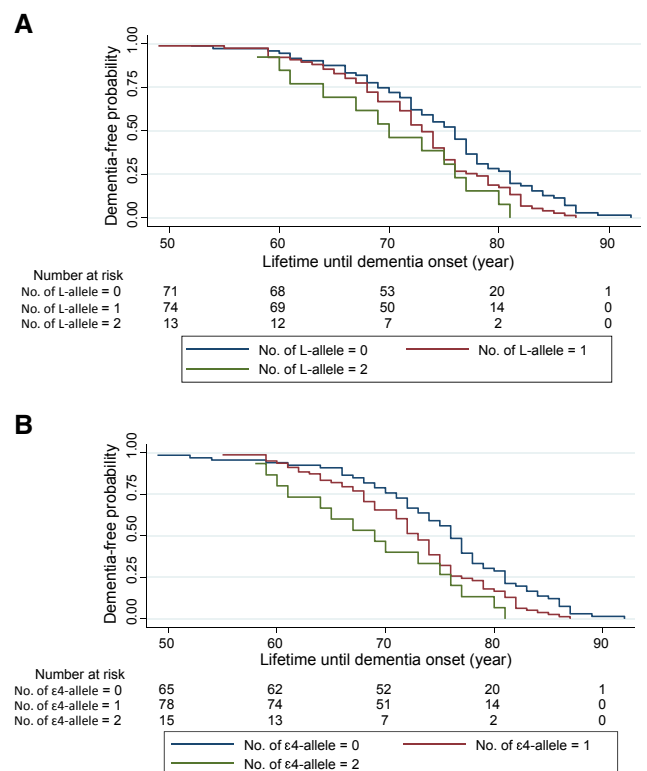 A
Dementia-free probability
1.00
0.75
0.50
0.25
0.00
50 60 70 80 90
Lifetime until dementia onset (year)
Number at risk
No. of L-allele = 0 71 68 53 20 1
No. of L-allele = 1 74 69 50 14 0
No. of L-allele = 2 13 12 7 2 0
No. of L-allele = 0 No. of L-allele = 1
No. of L-allele = 2
B
Dementia-free probability
1.00
0.75
0.50
0.25
0.00
50 60 70 80 90
Lifetime until dementia onset (year)
Number at risk
No. of ε4-allele = 0 65 62 52 20 1
No. of ε4-allele = 1 78 74 51 14 0
No. of ε4-allele = 2 15 13 7 2 0
No. of ε4-allele = 0 No. of ε4-allele = 1
No. of ε4-allele = 2